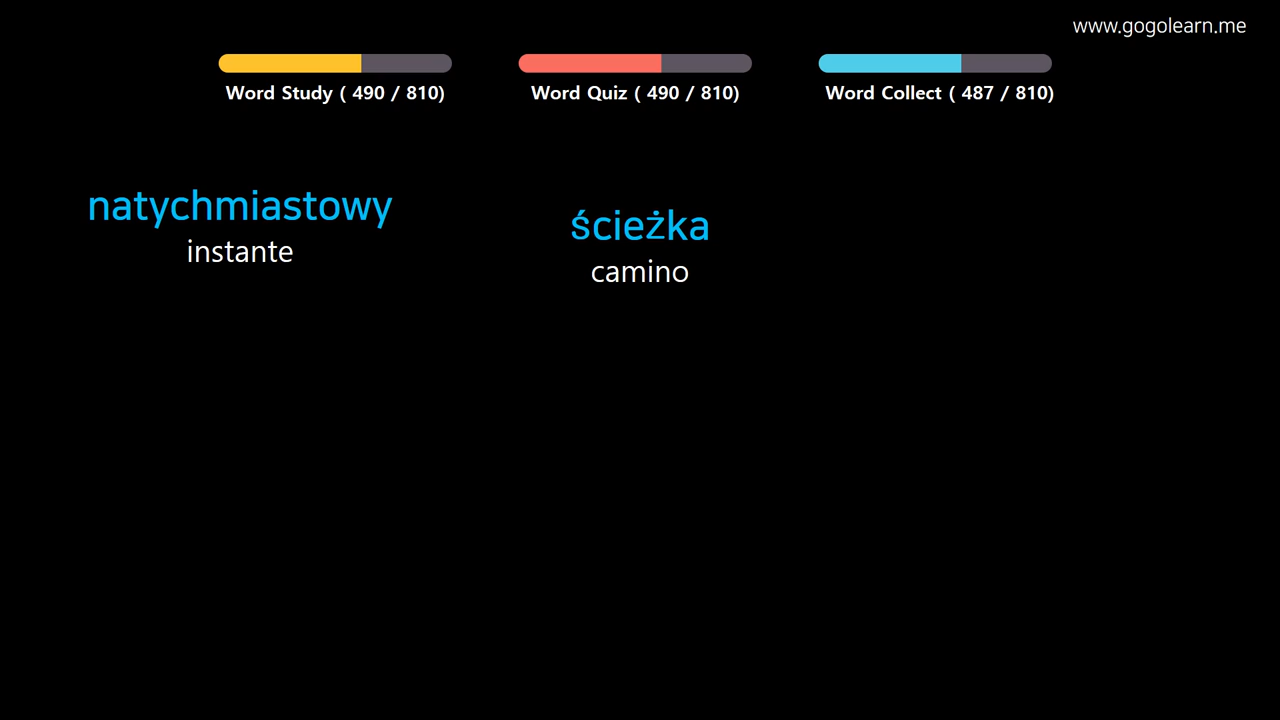 www.gogolearn.me
Word Study ( 490 / 810)
Word Quiz ( 490 / 810)
Word Collect ( 487 / 810)
natychmiastowy
instante
ścieżka
camino